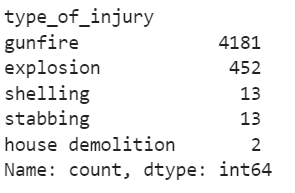 type_of_injury
gunfire 4181
explosion 452
shelling 13
stabbing 13
house demolition 2
Name: count, dtype: int64